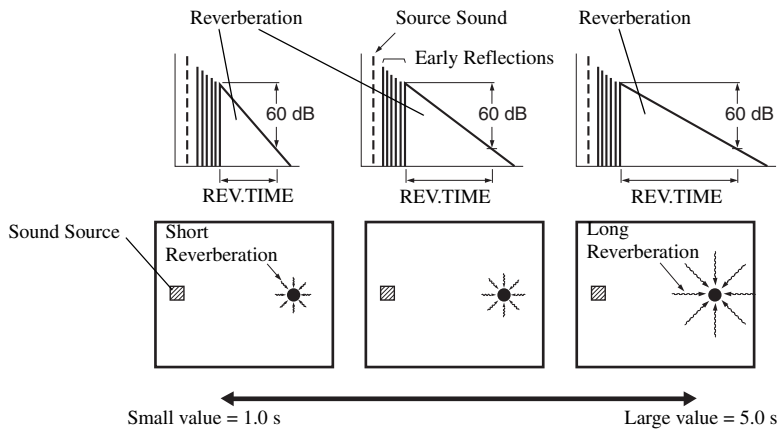 Reverberation
Source Sound
Reverberation
Early Reflections
60 dB
60 dB
60 dB
REV.TIME
REV.TIME
REV.TIME
Sound Source
Short
Reverberation
Long
Reverberation
Small value = 1.0 s
Large value = 5.0 s